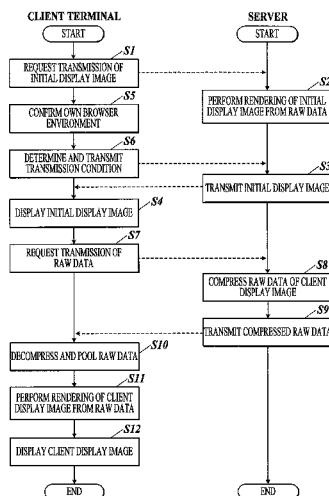 CLIENT TERMINAL
SERVER
START
START
S1
REQUEST TRANSMISSION OF
INITIAL DISPLAY IMAGE
S2
PERFORM RENDERING OF INITIAL
DISPLAY IMAGE FROM RAW DATA
S5
CONFIRM OWN BROWSER
ENVIRONMENT
S6
DETERMINE AND TRANSMIT
TRANSMISSION CONDITION
S3
TRANSMIT INITIAL DISPLAY IMAGE
S4
DISPLAY INITIAL DISPLAY IMAGE
S7
REQUEST TRANMISSION OF
RAW DATA
S8
COMPRESS RAW DATA OF CLIENT
DISPLAY IMAGE
S9
TRANSMIT COMPRESSED RAW DATA
S10
DECOMPRESS AND POOL RAW DATA
S11
PERFORM RENDERING OF CLIENT
DISPLAY IMAGE FROM RAW DATA
S12
DISPLAY CLIENT DISPLAY IMAGE
END
END